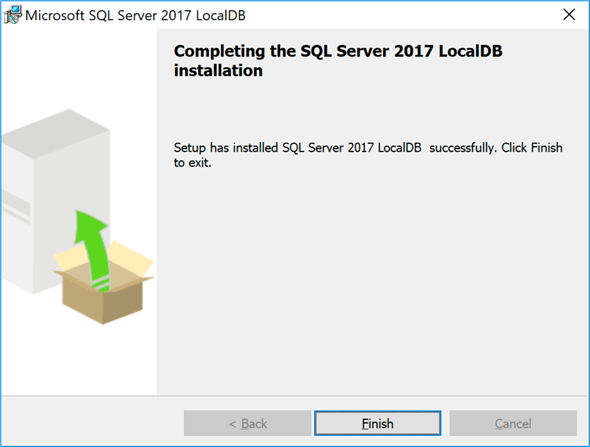 Microsoft SQL Server 2017 LocalDB
Completing the SQL Server 2017 LocalDB
installation
Setup has installed SQL Server 2017 LocalDB  successfully. Click Finish
to exit.
< Back
Finish
Cancel